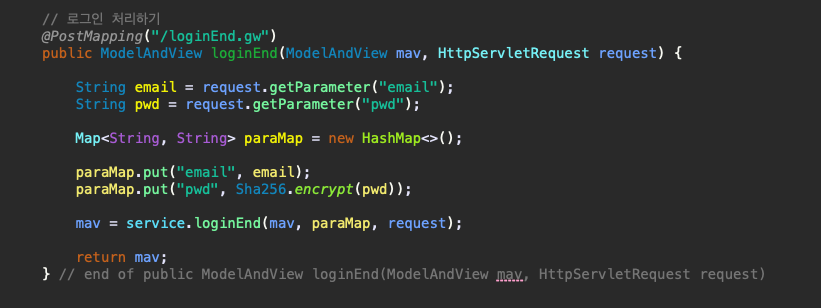 // 로그인 처리하기
@PostMapping("/loginEnd.gw")
public ModelAndView loginEnd(ModelAndView mav, HttpServletRequest request) {
String email = request.getParameter("email");
String pwd = request.getParameter("pwd");
Map<String, String> paraMap = new HashMap<>();
paraMap.put("email", email);
paraMap.put("pwd", Sha256.encrypt(pwd));
mav = service.loginEnd(mav, paraMap, request);
return mav;
} // end of public ModelAndView loginEnd(ModelAndView mav, HttpServletRequest request)